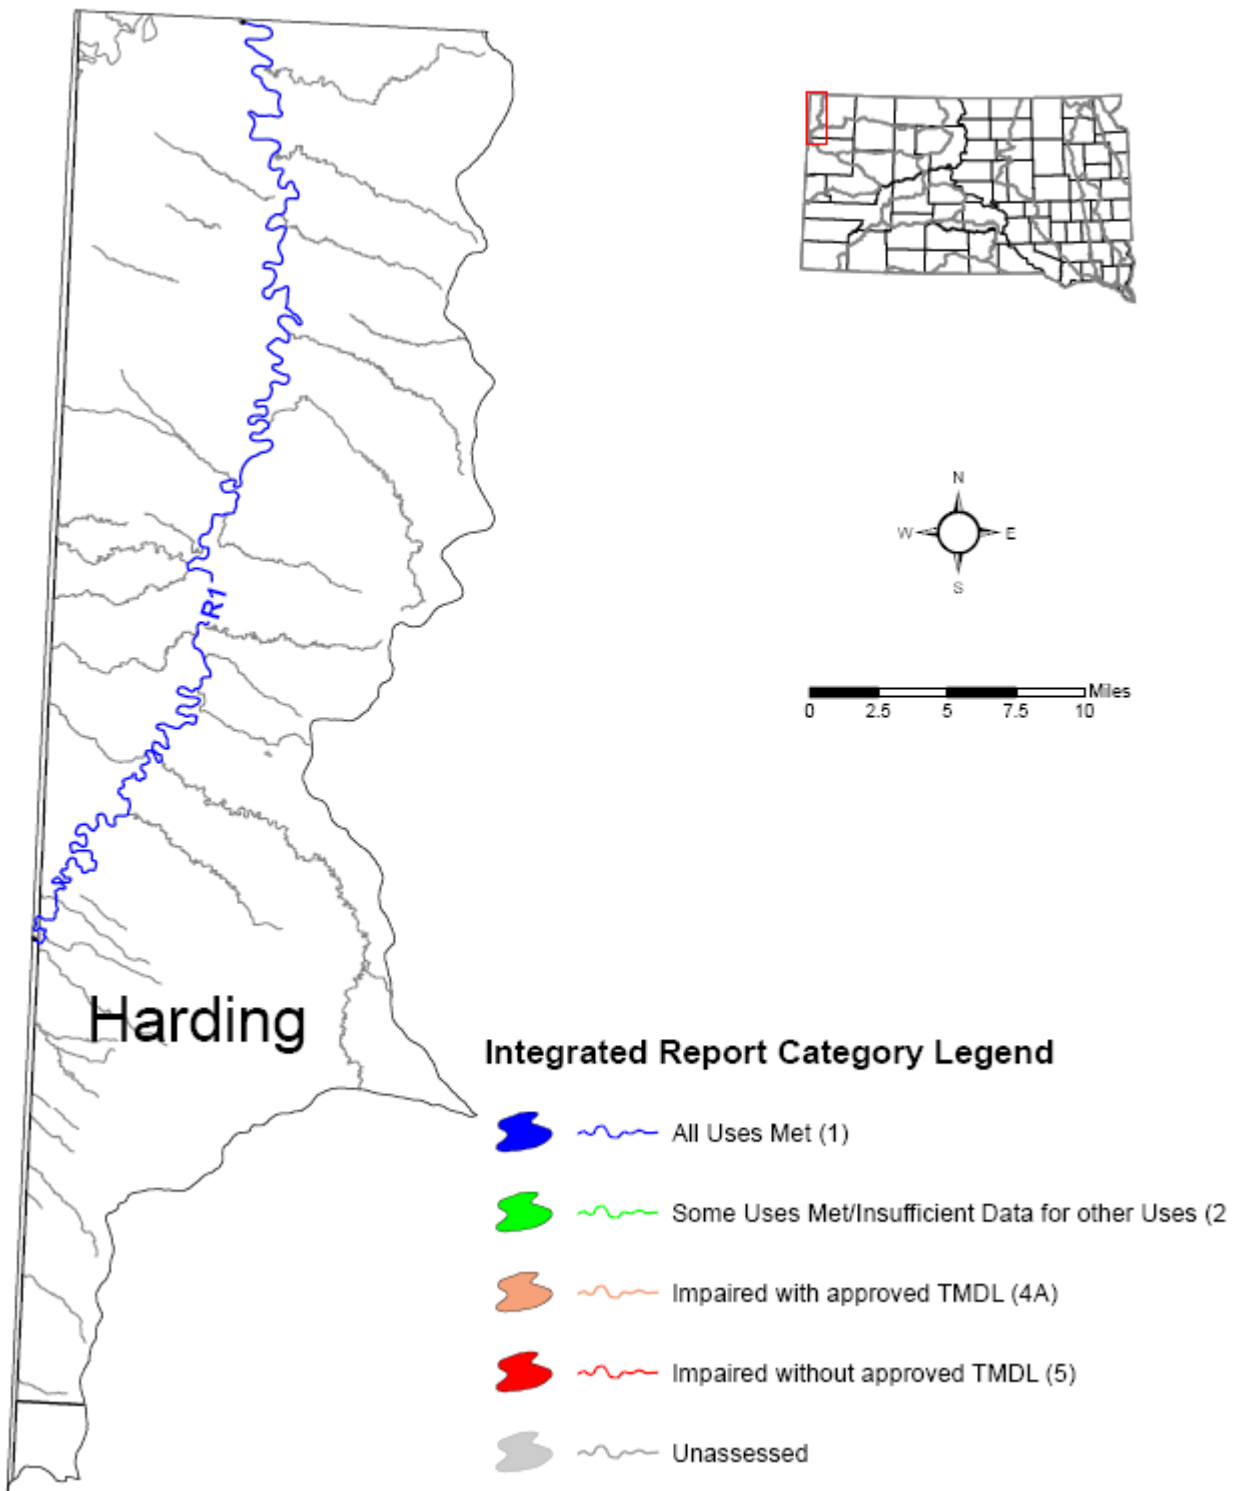 N
W E
S
R1
Miles
0 2.5 5 7.5 10
Harding
Integrated Report Category Legend
All Uses Met (1)
Some Uses Met/Insufficient Data for other Uses (2
Impaired with approved TMDL (4A)
Impaired without approved TMDL (5)
Unassessed